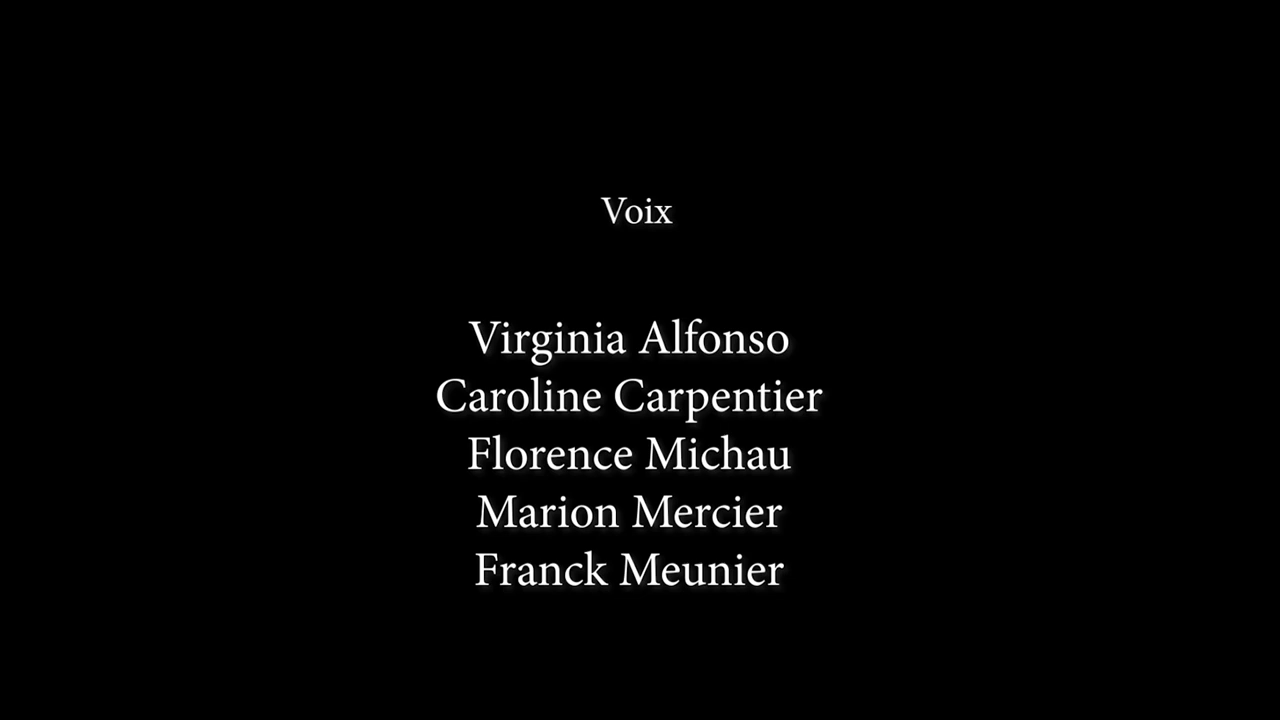 Voix
Virginia Alfonso
Caroline Carpentier
Florence Michau
Marion Mercier
Franck Meunier